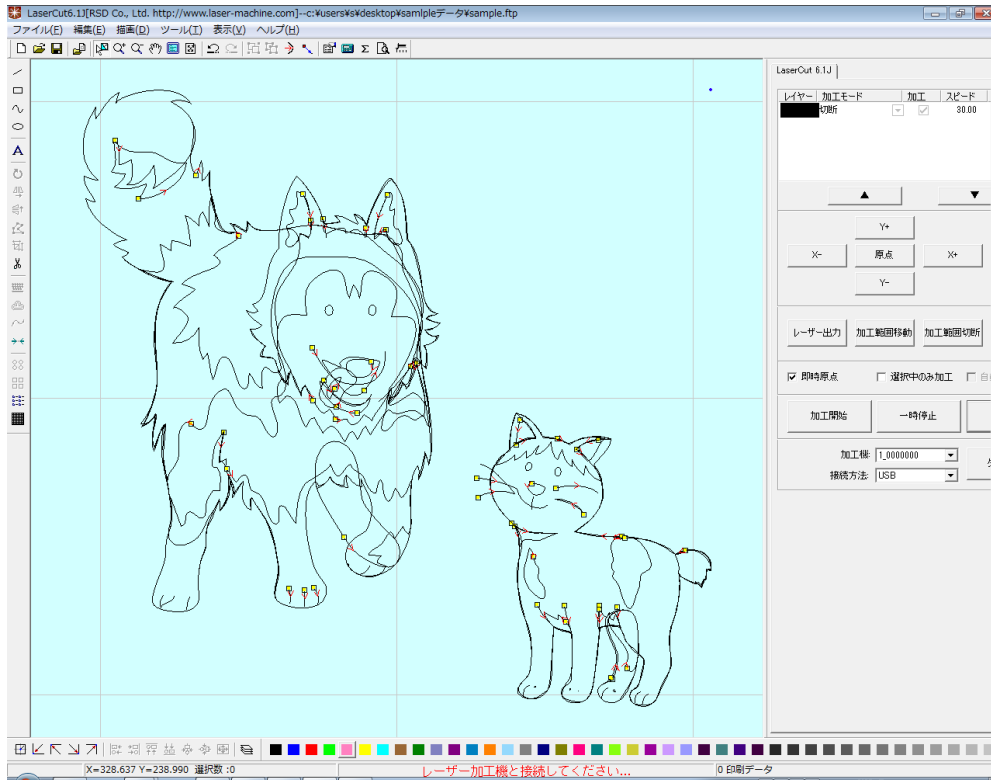 LaserCut6.1J[RSD Co., Ltd. http://www.laser-machine.com]--c:¥users¥s¥desktop¥samlpleデータ¥sample.ftp
ファイル(F) 編集(E) 描画(D) ツール(T) 表示(V) ヘルプ(H)
LaserCut 6.1J
レイヤー 加工モード 加工 スピード
切断 30.00
Y+
X- 原点 X+
Y-
レーザー出力 加工範囲移動 加工範囲切断
即時原点 選択中のみ加工
加工開始 一時停止
加工機: 1_0000000
接続方法: USB
X=328.637 Y=238.990 選択数:0 レーザー加工機と接続してください... 0 印刷データ